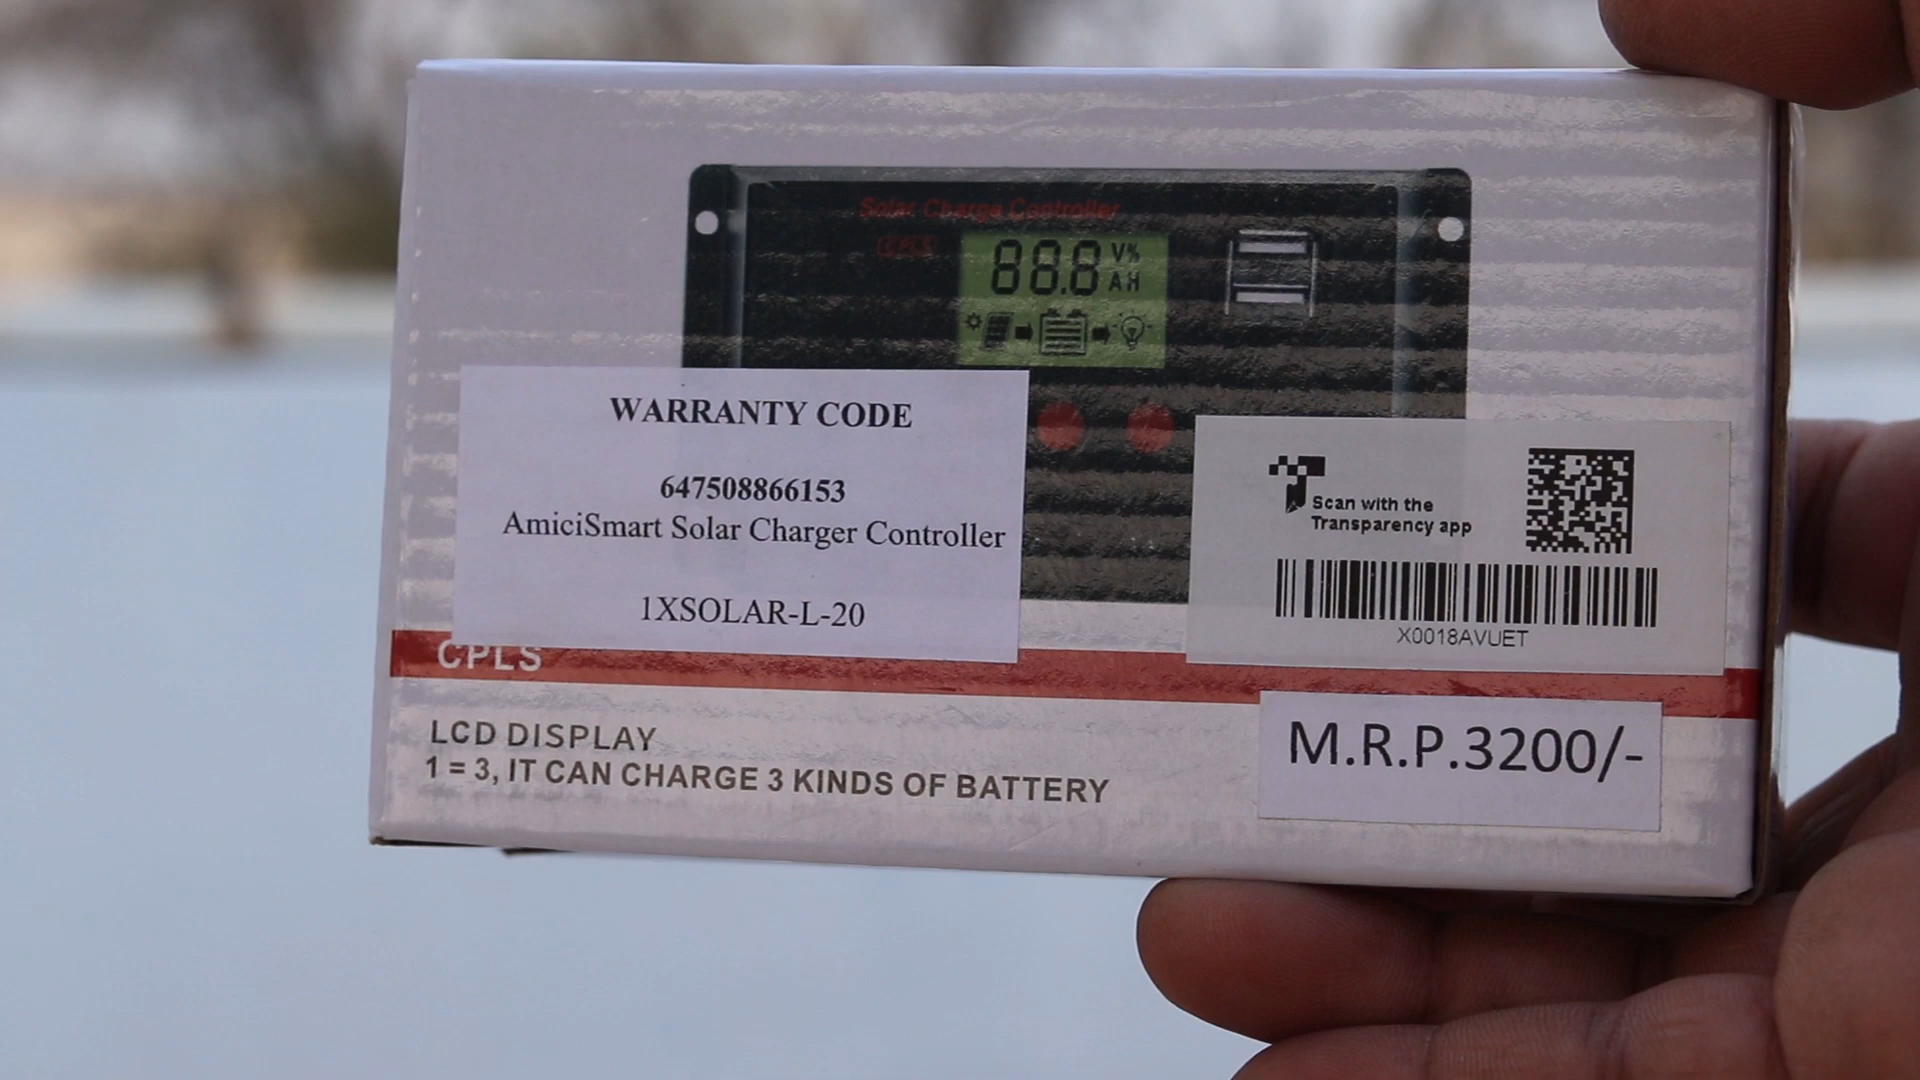 Solar Charge Controller
CPLS
88.8 V%
AH
WARRANTY CODE
647508866153
AmiciSmart Solar Charger Controller
1XSOLAR-L-20
Scan with the
Transparency app
X0018AVUET
CPLS
M.R.P.3200/-
LCD DISPLAY
1 = 3, IT CAN CHARGE 3 KINDS OF BATTERY